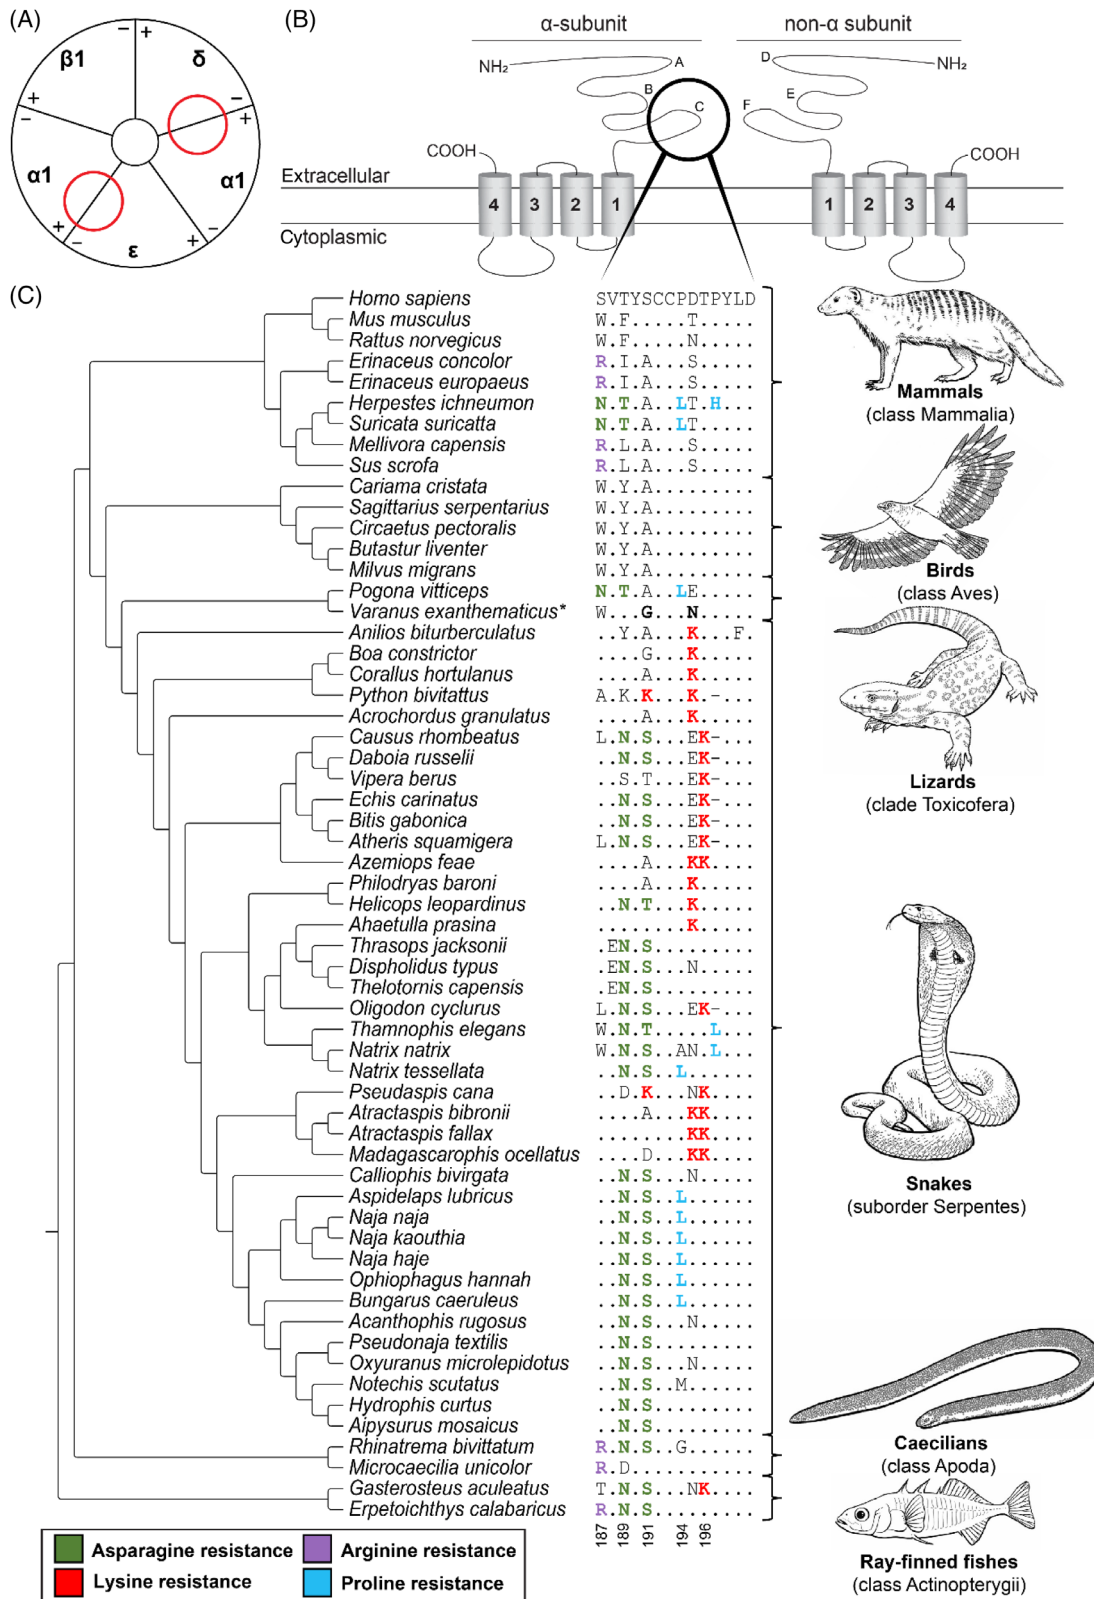 (A)
β1
δ
α1
α1
ε
− +
+ −
− +
+ −
+ −
(B)
α-subunit
non-α subunit
NH₂
A
B
C
D
E
F
NH₂
COOH
COOH
Extracellular
Cytoplasmic
4 3 2 1
1 2 3 4
(C)
Homo sapiens SVTYSCCPDTPYLD
Mus musculus W.F.....T.....
Rattus norvegicus W.F.....N.....
Erinaceus concolor R.I.A...S.....
Erinaceus europaeus R.I.A...S.....
Herpestes ichneumon N.T.A..LT.H...
Suricata suricatta N.T.A..LT.....
Mellivora capensis R.L.A...S.....
Sus scrofa R.L.A...S.....
Cariama cristata W.Y.A.........
Sagittarius serpentarius W.Y.A.........
Circaetus pectoralis W.Y.A.........
Butastur liventer W.Y.A.........
Milvus migrans W.Y.A.........
Pogona vitticeps N.T.A..LE.....
Varanus exanthematicus* W...G...N.....
Anilios biturberculatus ..Y.A...K...F.
Boa constrictor ....G...K.....
Corallus hortulanus ....A...K.....
Python bivitattus A.K.K...K.-...
Acrochordus granulatus ....A...K.....
Causus rhombeatus L.N.S...EK-...
Daboia russelii ..N.S...EK-...
Vipera berus ..S.T...EK-...
Echis carinatus ..N.S...EK-...
Bitis gabonica ..N.S...EK-...
Atheris squamigera L.N.S...EK-...
Azemiops feae ....A...KK....
Philodryas baroni ....A...K.....
Helicops leopardinus ..N.T...K.....
Ahaetulla prasina ........K.....
Thrasops jacksonii .EN.S.........
Dispholidus typus .EN.S...N.....
Thelotornis capensis .EN.S.........
Oligodon cyclurus L.N.S...EK-...
Thamnophis elegans W.N.T.....L...
Natrix natrix W.N.S..AN.L...
Natrix tessellata ..N.S..L......
Pseudaspis cana ..D.K...NK....
Atractaspis bibronii ....A...KK....
Atractaspis fallax ........KK....
Madagascarophis ocellatus ....D...KK....
Calliophis bivirgata ..N.S...N.....
Aspidelaps lubricus ..N.S..L......
Naja naja ..N.S..L......
Naja kaouthia ..N.S..L......
Naja haje ..N.S..L......
Ophiophagus hannah ..N.S..L......
Bungarus caeruleus ..N.S..L......
Acanthophis rugosus ..N.S...N.....
Pseudonaja textilis ..N.S.........
Oxyuranus microlepidotus ..N.S...N.....
Notechis scutatus ..N.S..M......
Hydrophis curtus ..N.S.........
Aipysurus mosaicus ..N.S.........
Rhinatrema bivittatum R.N.S..G......
Microcaecilia unicolor R.D...........
Gasterosteus aculeatus T.......NK....
Erpetoichthys calabaricus R.N.S.........
187 189 191 194 196
Mammals
(class Mammalia)
Birds
(class Aves)
Lizards
(clade Toxicofera)
Snakes
(suborder Serpentes)
Caecilians
(class Apoda)
Ray-finned fishes
(class Actinopterygii)
Asparagine resistance
Arginine resistance
Lysine resistance
Proline resistance